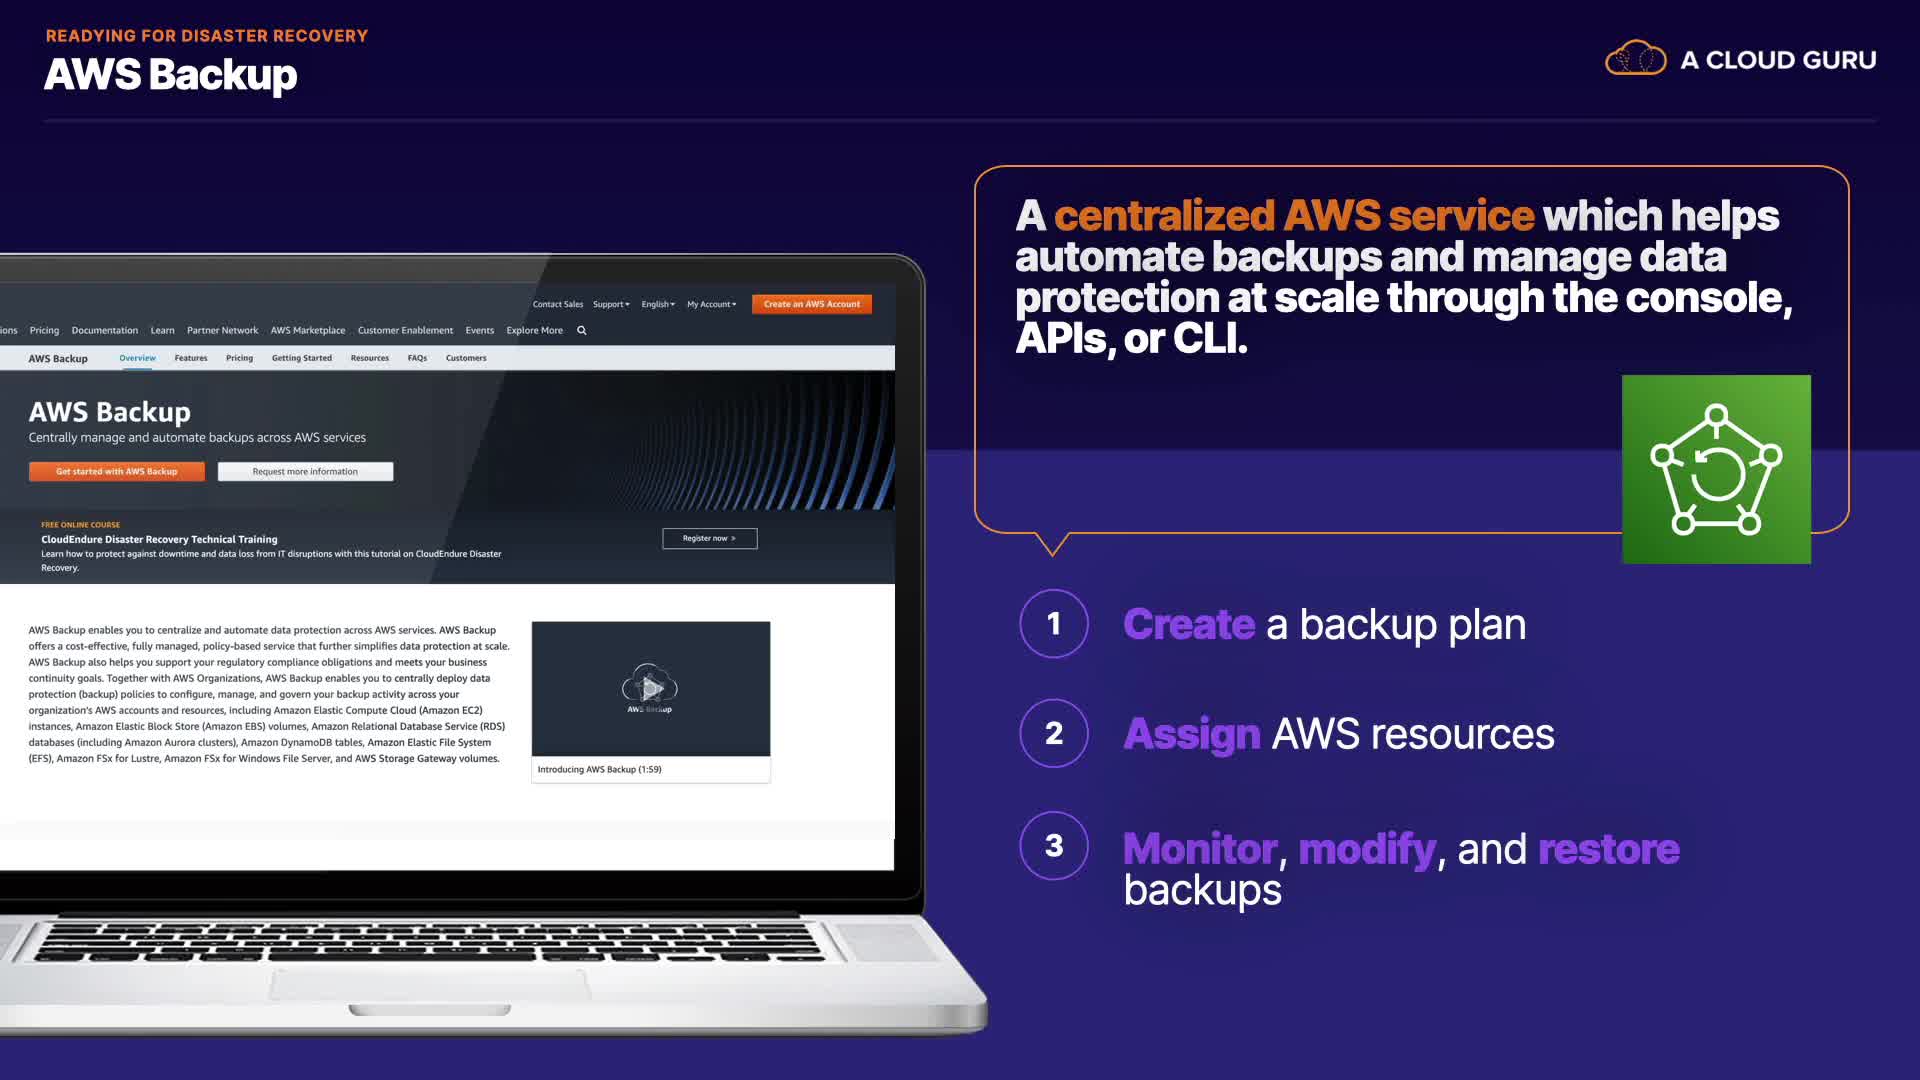 READYING FOR DISASTER RECOVERY
AWS Backup
A CLOUD GURU
Contact Sales Support English My Account Create an AWS Account
ions Pricing Documentation Learn Partner Network AWS Marketplace Customer Enablement Events Explore More
AWS Backup Overview Features Pricing Getting Started Resources FAQs Customers
AWS Backup
Centrally manage and automate backups across AWS services
Get started with AWS Backup Request more information
FREE ONLINE COURSE
CloudEndure Disaster Recovery Technical Training
Learn how to protect against downtime and data loss from IT disruptions with this tutorial on CloudEndure Disaster
Recovery.
Register now »
AWS Backup enables you to centralize and automate data protection across AWS services. AWS Backup
offers a cost-effective, fully managed, policy-based service that further simplifies data protection at scale.
AWS Backup also helps you support your regulatory compliance obligations and meets your business
continuity goals. Together with AWS Organizations, AWS Backup enables you to centrally deploy data
protection (backup) policies to configure, manage, and govern your backup activity across your
organization's AWS accounts and resources, including Amazon Elastic Compute Cloud (Amazon EC2)
instances, Amazon Elastic Block Store (Amazon EBS) volumes, Amazon Relational Database Service (RDS)
databases (including Amazon Aurora clusters), Amazon DynamoDB tables, Amazon Elastic File System
(EFS), Amazon FSx for Lustre, Amazon FSx for Windows File Server, and AWS Storage Gateway volumes.
AWS Backup
Introducing AWS Backup (1:59)
A centralized AWS service which helps
automate backups and manage data
protection at scale through the console,
APIs, or CLI.
1 Create a backup plan
2 Assign AWS resources
3 Monitor, modify, and restore
backups